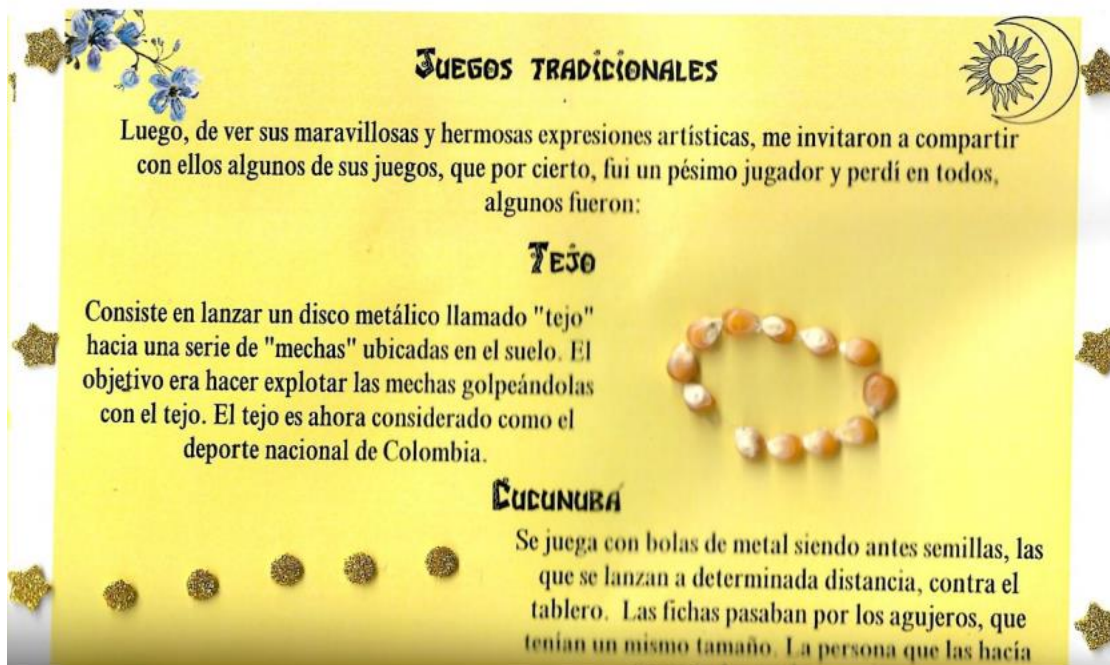 JUEGOS TRADICIONALES
Luego, de ver sus maravillosas y hermosas expresiones artísticas, me invitaron a compartir
con ellos algunos de sus juegos, que por cierto, fui un pésimo jugador y perdí en todos,
algunos fueron:
TEJO
Consiste en lanzar un disco metálico llamado "tejo"
hacia una serie de "mechas" ubicadas en el suelo. El
objetivo era hacer explotar las mechas golpeándolas
con el tejo. El tejo es ahora considerado como el
deporte nacional de Colombia.
CUCUNUBÁ
Se juega con bolas de metal siendo antes semillas, las
que se lanzan a determinada distancia, contra el
tablero. Las fichas pasaban por los agujeros, que
tenían un mismo tamaño. La persona que las hacía